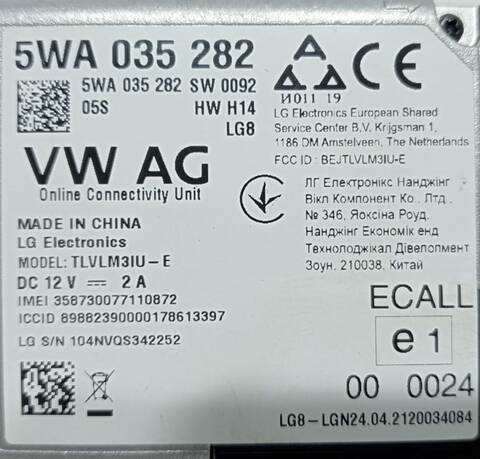 5WA 035 282
5WA 035 282 SW 0092
05S HW H14
LG8
VW AG
Online Connectivity Unit
MADE IN CHINA
LG Electronics
MODEL: TLVLM3IU-E
DC 12 V 2 A
IMEI 358730077110872
ICCID 89882390000178613397
LG S/N 104NVQS342252
CE
И011 19
LG Electronics European Shared
Service Center B.V. Krijgsman 1,
1186 DM Amstelveen, The Netherlands
FCC ID : BEJTLVLM3IU-E
ЛГ Електронікс Нанджінг
Вікл Компонент Ко., Лтд,
№ 346, Яоксіна Роуд,
Нанджінг Економік енд
Технолоджікал Дівелопмент
Зоун, 210038, Китай
ECALL
e 1
00 0024
LG8-LGN24.04.2120034084